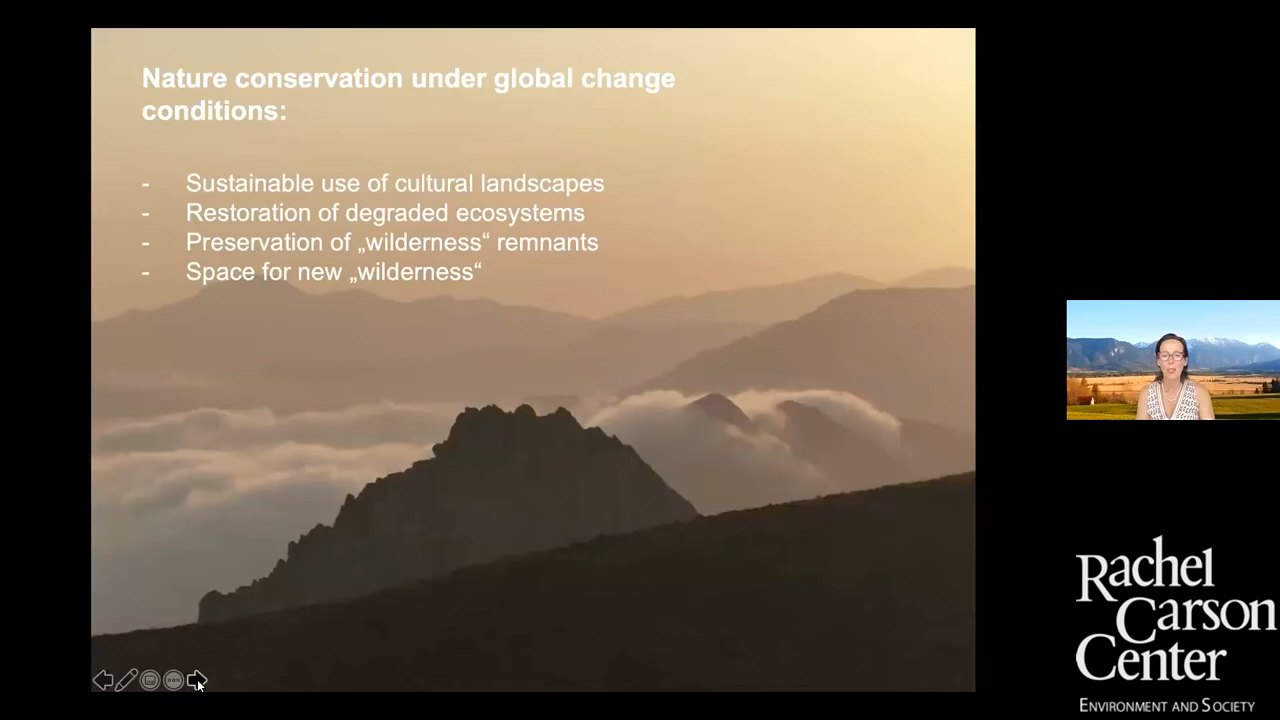 Nature conservation under global change
conditions:
- Sustainable use of cultural landscapes
- Restoration of degraded ecosystems
- Preservation of „wilderness“ remnants
- Space for new „wilderness“
Rachel
Carson
Center
Environment and Society